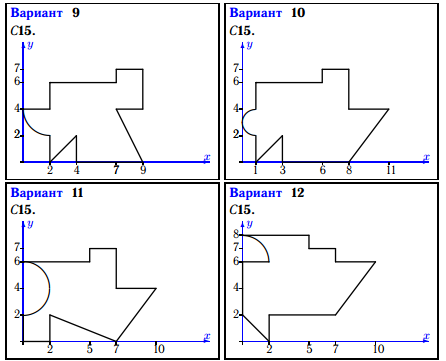 Вариант 9
C15.
y
7
6
4
2
2 4 7 9
x
Вариант 10
C15.
y
7
6
4
2
1 3 6 8 11
x
Вариант 11
C15.
y
7
6
4
2
2 5 7 10
x
Вариант 12
C15.
y
8
7
6
4
2
2 5 7 10
x